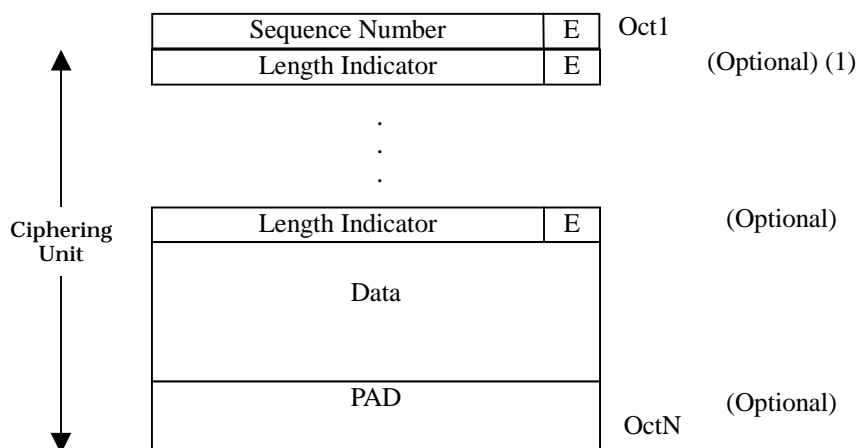 Sequence Number E Oct1
Length Indicator E (Optional) (1)
.
.
.
Length Indicator E (Optional)
Ciphering
Unit
Data
PAD (Optional)
OctN